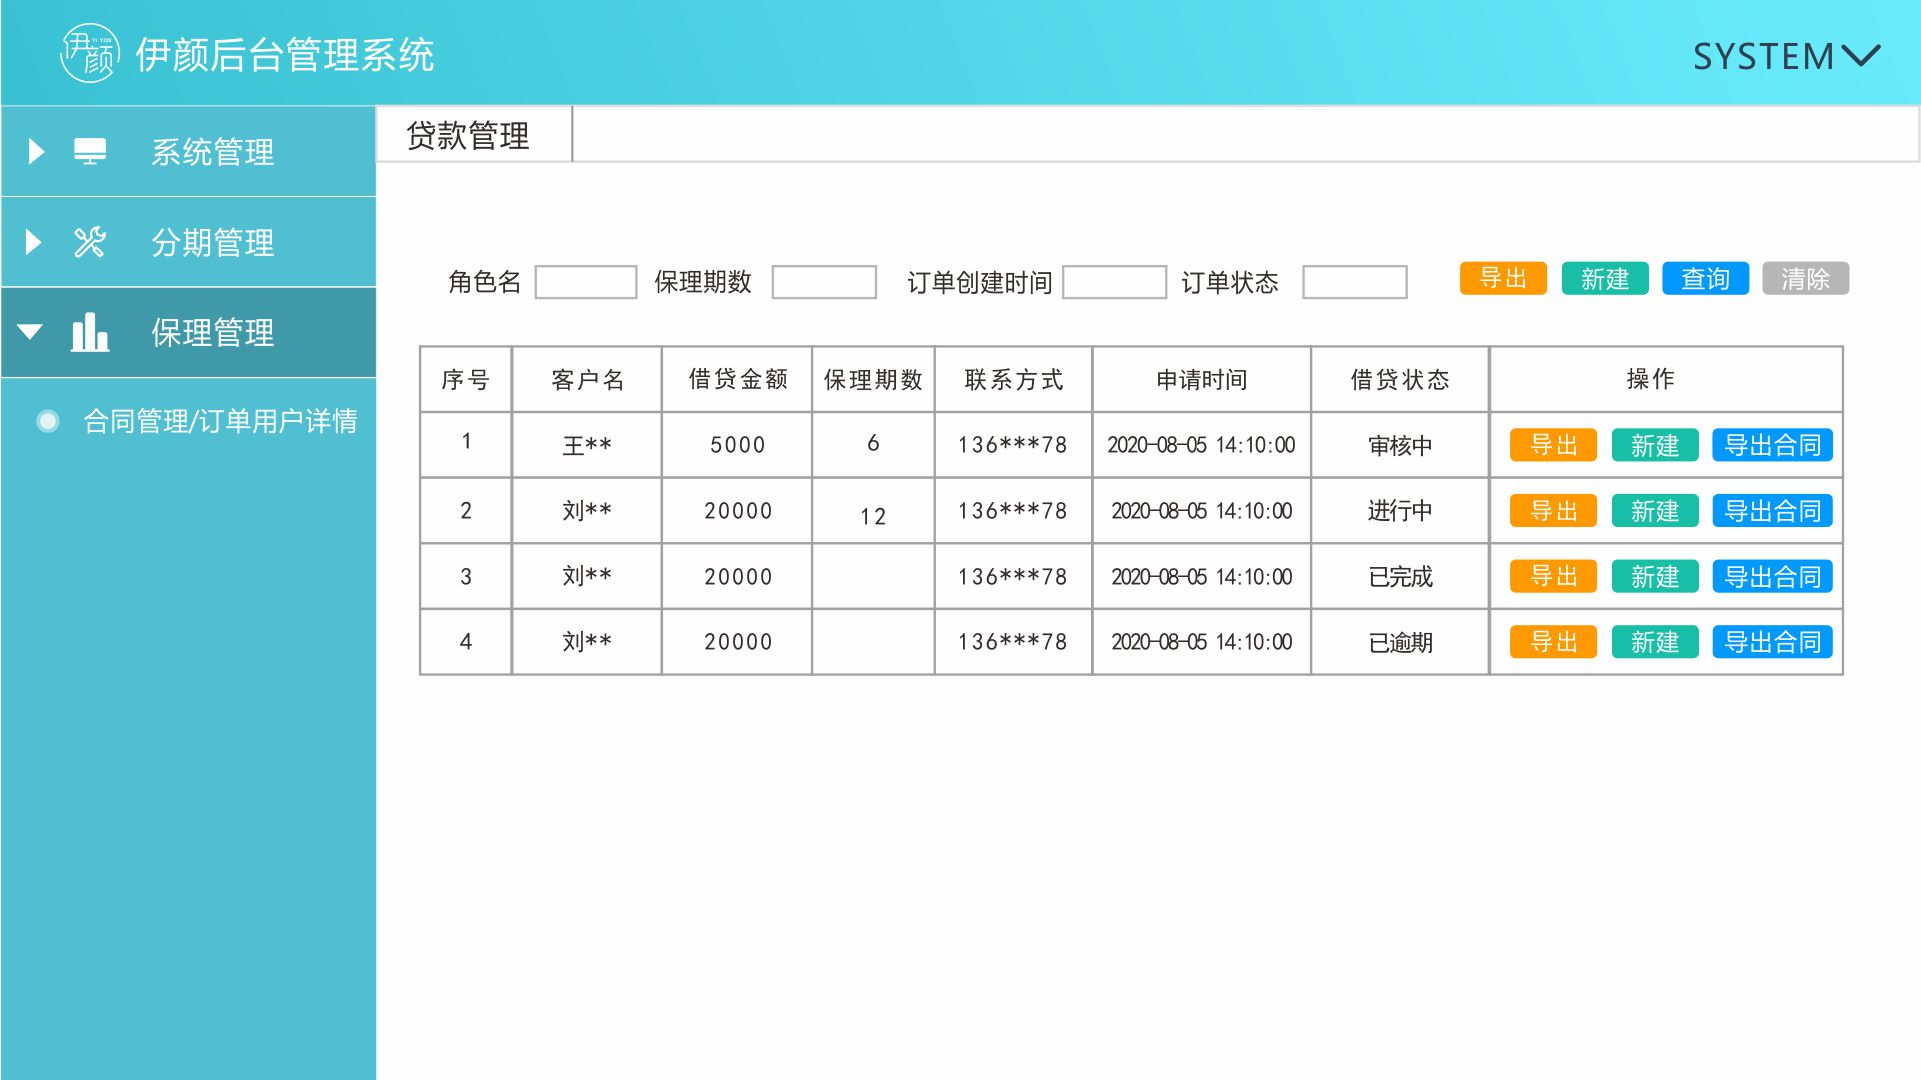 伊颜 YI YAN
伊颜后台管理系统
SYSTEM
系统管理
分期管理
保理管理
合同管理/订单用户详情
贷款管理
角色名 保理期数 订单创建时间 订单状态 导出 新建 查询 清除
序号 客户名 借贷金额 保理期数 联系方式 申请时间 借贷状态 操作
1 王** 5000 6 136***78 2020-08-05 14:10:00 审核中 导出 新建 导出合同
2 刘** 20000 12 136***78 2020-08-05 14:10:00 进行中 导出 新建 导出合同
3 刘** 20000 136***78 2020-08-05 14:10:00 已完成 导出 新建 导出合同
4 刘** 20000 136***78 2020-08-05 14:10:00 已逾期 导出 新建 导出合同